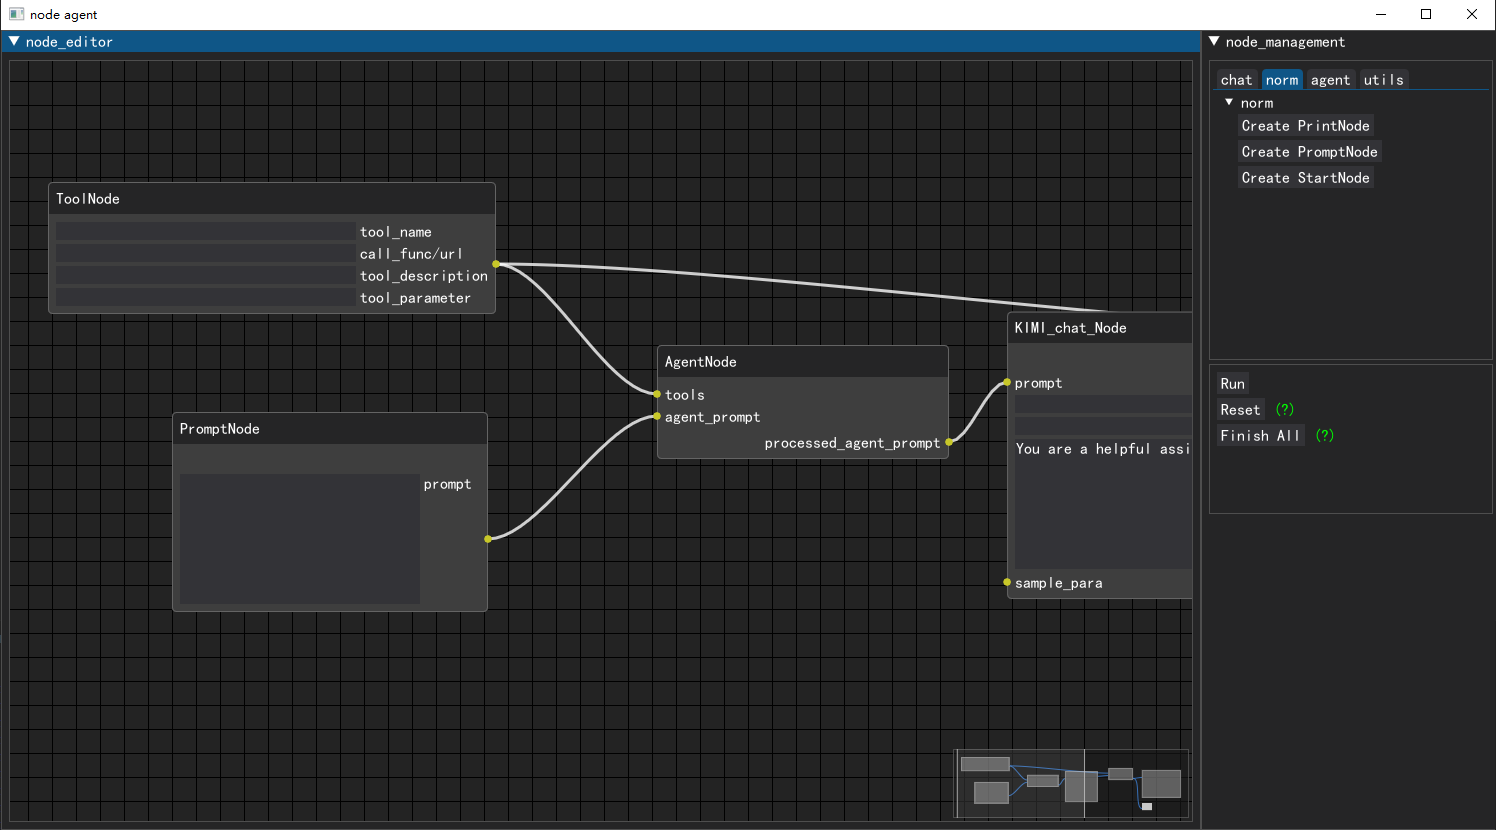 node agent
node_editor
ToolNode
tool_name
call_func/url
tool_description
tool_parameter
PromptNode
prompt
AgentNode
tools
agent_prompt
processed_agent_prompt
KIMI_chat_Node
prompt
You are a helpful assi
sample_para
node_management
chat norm agent utils
norm
Create PrintNode
Create PromptNode
Create StartNode
Run
Reset (?)
Finish All (?)